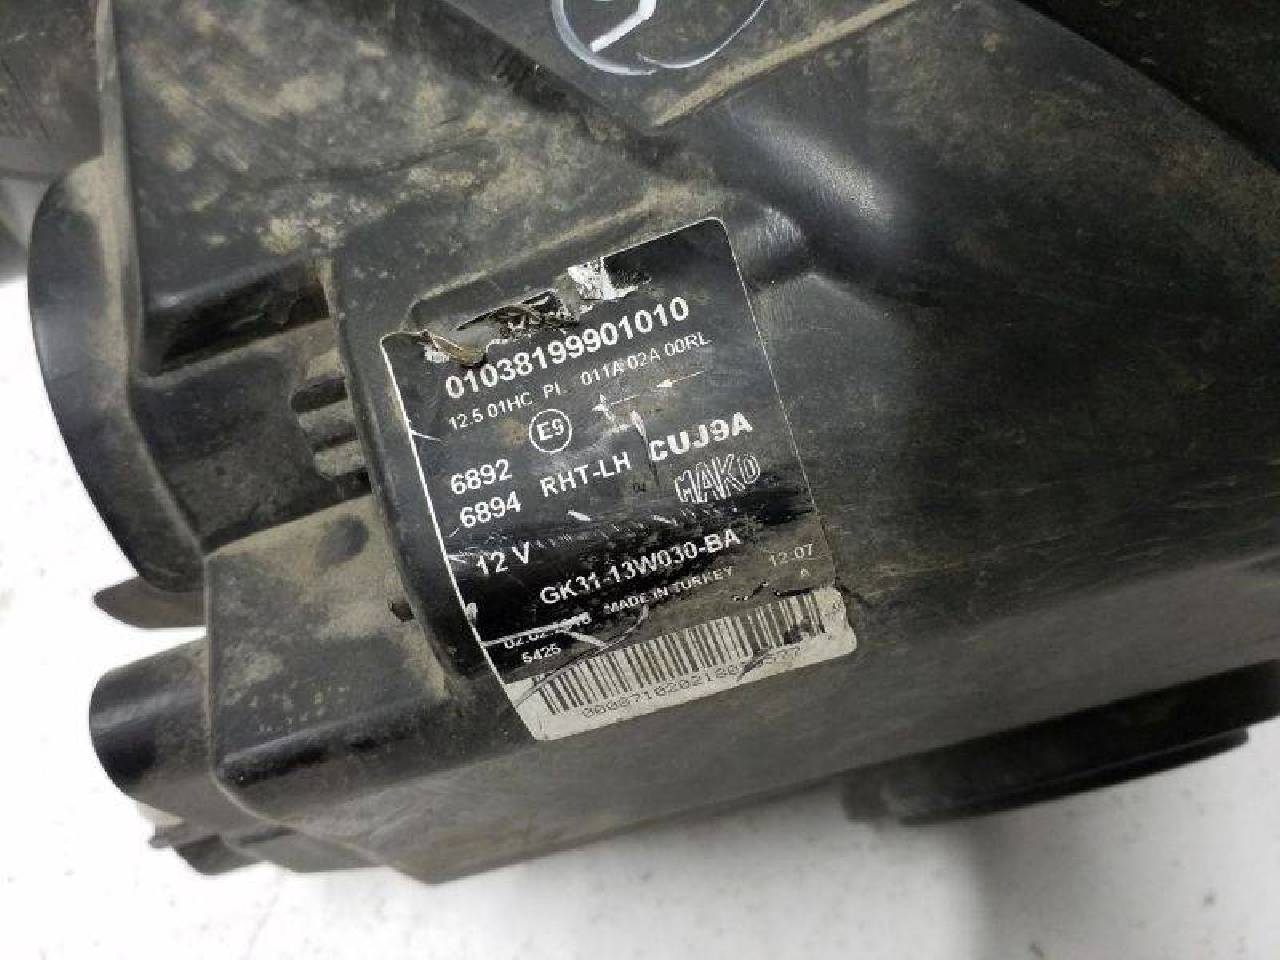 01038199901010
12.5 01HC PL 011A 02A 00RL
E9
6892
6894 RHT-LH CUJ9A
MAKO
12 V
GK31-13W030-BA
MADE IN TURKEY 12.07
A
5425